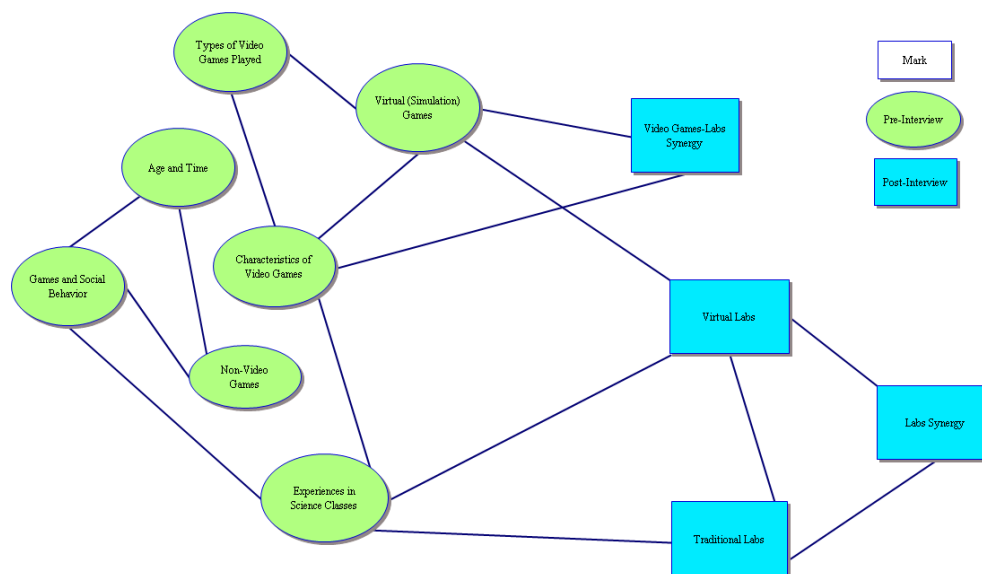 Types of Video
Games Played
Mark
Virtual (Simulation)
Games
Pre-Interview
Video Games-Labs
Synergy
Age and Time
Post-Interview
Characteristics of
Video Games
Games and Social
Behavior
Virtual Labs
Non-Video
Games
Labs Synergy
Experiences in
Science Classes
Traditional Labs